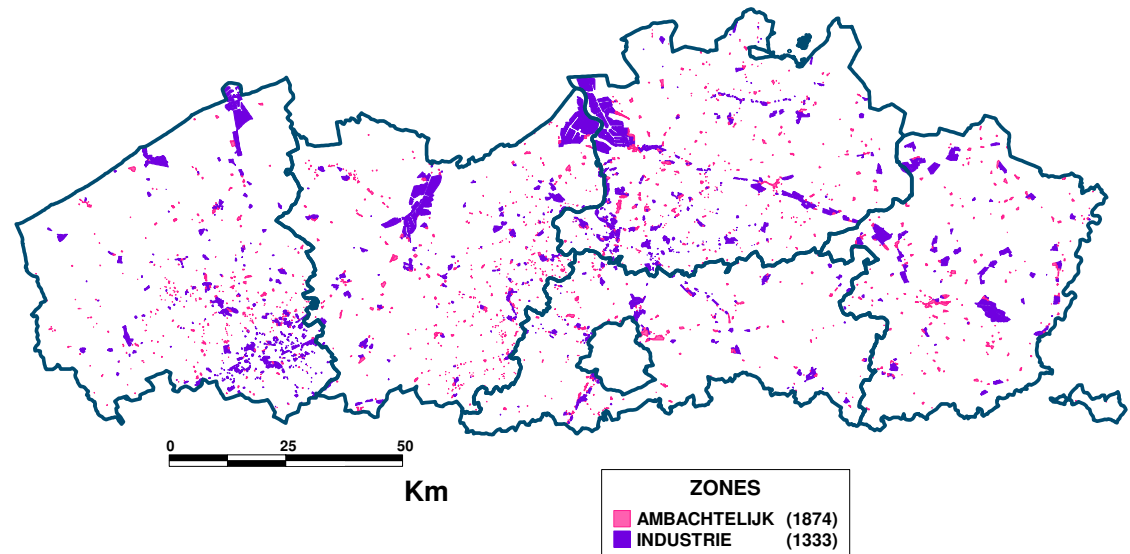 0 25 50
Km
ZONES
AMBACHTELIJK (1874)
INDUSTRIE (1333)